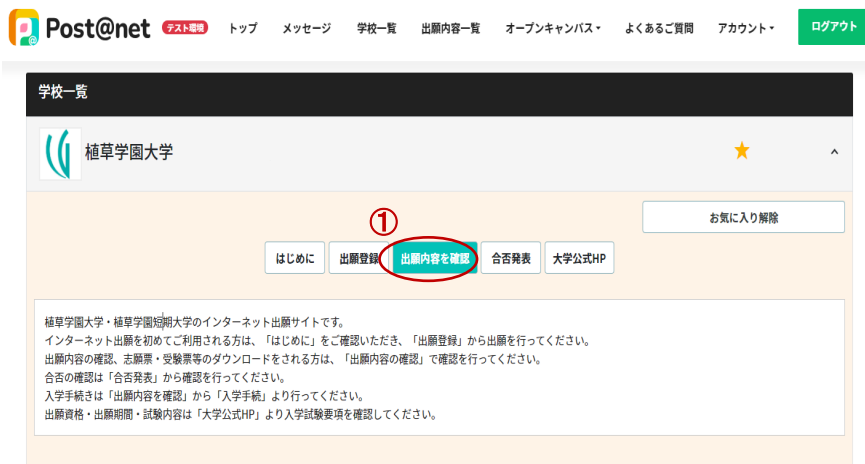 Post@net テスト環境 トップ メッセージ 学校一覧 出願内容一覧 オープンキャンパス よくあるご質問 アカウント ログアウト
学校一覧
植草学園大学
お気に入り解除
①
はじめに 出願登録 出願内容を確認 合否発表 大学公式HP
植草学園大学・植草学園短期大学のインターネット出願サイトです。
インターネット出願を初めてご利用される方は、「はじめに」をご確認いただき、「出願登録」から出願を行ってください。
出願内容の確認、志願票・受験票等のダウンロードをされる方は、「出願内容の確認」で確認を行ってください。
合否の確認は「合否発表」から確認を行ってください。
入学手続きは「出願内容を確認」から「入学手続」より行ってください。
出願資格・出願期間・試験内容は「大学公式HP」より入学試験要項を確認してください。